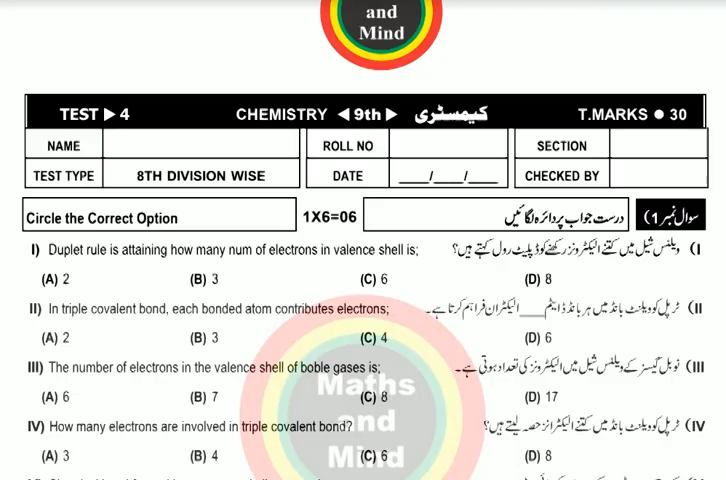 and
Mind
TEST ▶ 4 CHEMISTRY ◀ 9th ▶ کیمسٹری T.MARKS ● 30
NAME ROLL NO SECTION
TEST TYPE 8TH DIVISION WISE DATE ____/____/____ CHECKED BY
Circle the Correct Option 1X6=06 درست جواب پر دائرہ لگائیں سوال نمبر 1)
I) Duplet rule is attaining how many num of electrons in valence shell is; ویلنس شیل میں کتنے الیکٹرونز رکھنے کو ڈپلیٹ رول کہتے ہیں؟ (I
(A) 2 (B) 3 (C) 6 (D) 8
II) In triple covalent bond, each bonded atom contributes electrons; ٹرپل کوویلنٹ بانڈ میں ہر بانڈڈ ایٹم ___ الیکٹران فراہم کرتا ہے۔ (II
(A) 2 (B) 3 (C) 4 (D) 6
III) The number of electrons in the valence shell of boble gases is; نوبل گیسز کے ویلنس شیل میں الیکٹرونز کی تعداد ہوتی ہے۔ (III
(A) 6 (B) 7 (C) 8 (D) 17
IV) How many electrons are involved in triple covalent bond? ٹرپل کوویلنٹ بانڈ میں کتنے الیکٹرانز حصہ لیتے ہیں؟ (IV
(A) 3 (B) 4 (C) 6 (D) 8
Maths
and
Mind